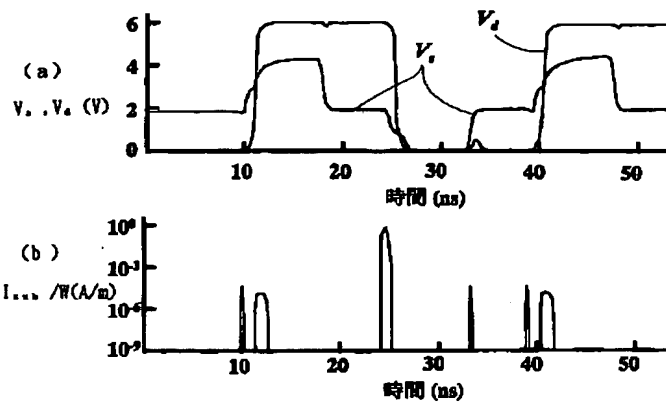 (a)
V_s , V_d (V)
6
4
2
0
V_s
V_d
10 20 30 40 50
時間 (ns)
(b)
I_sub /W(A/m)
10^0
10^-3
10^-6
10^-9
10 20 30 40 50
時間 (ns)